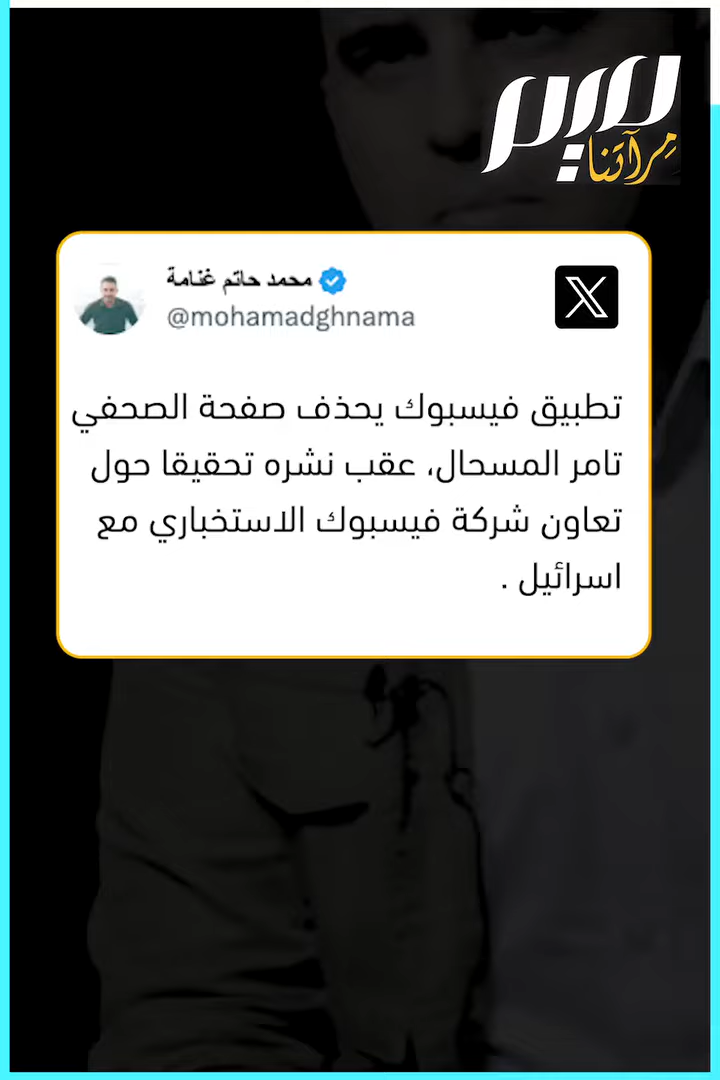 مرآتنا
محمد حاتم غنامة
@mohamadghnama
تطبيق فيسبوك يحذف صفحة الصحفي
تامر المسحال، عقب نشره تحقيقا حول
تعاون شركة فيسبوك الاستخباري مع
اسرائيل .